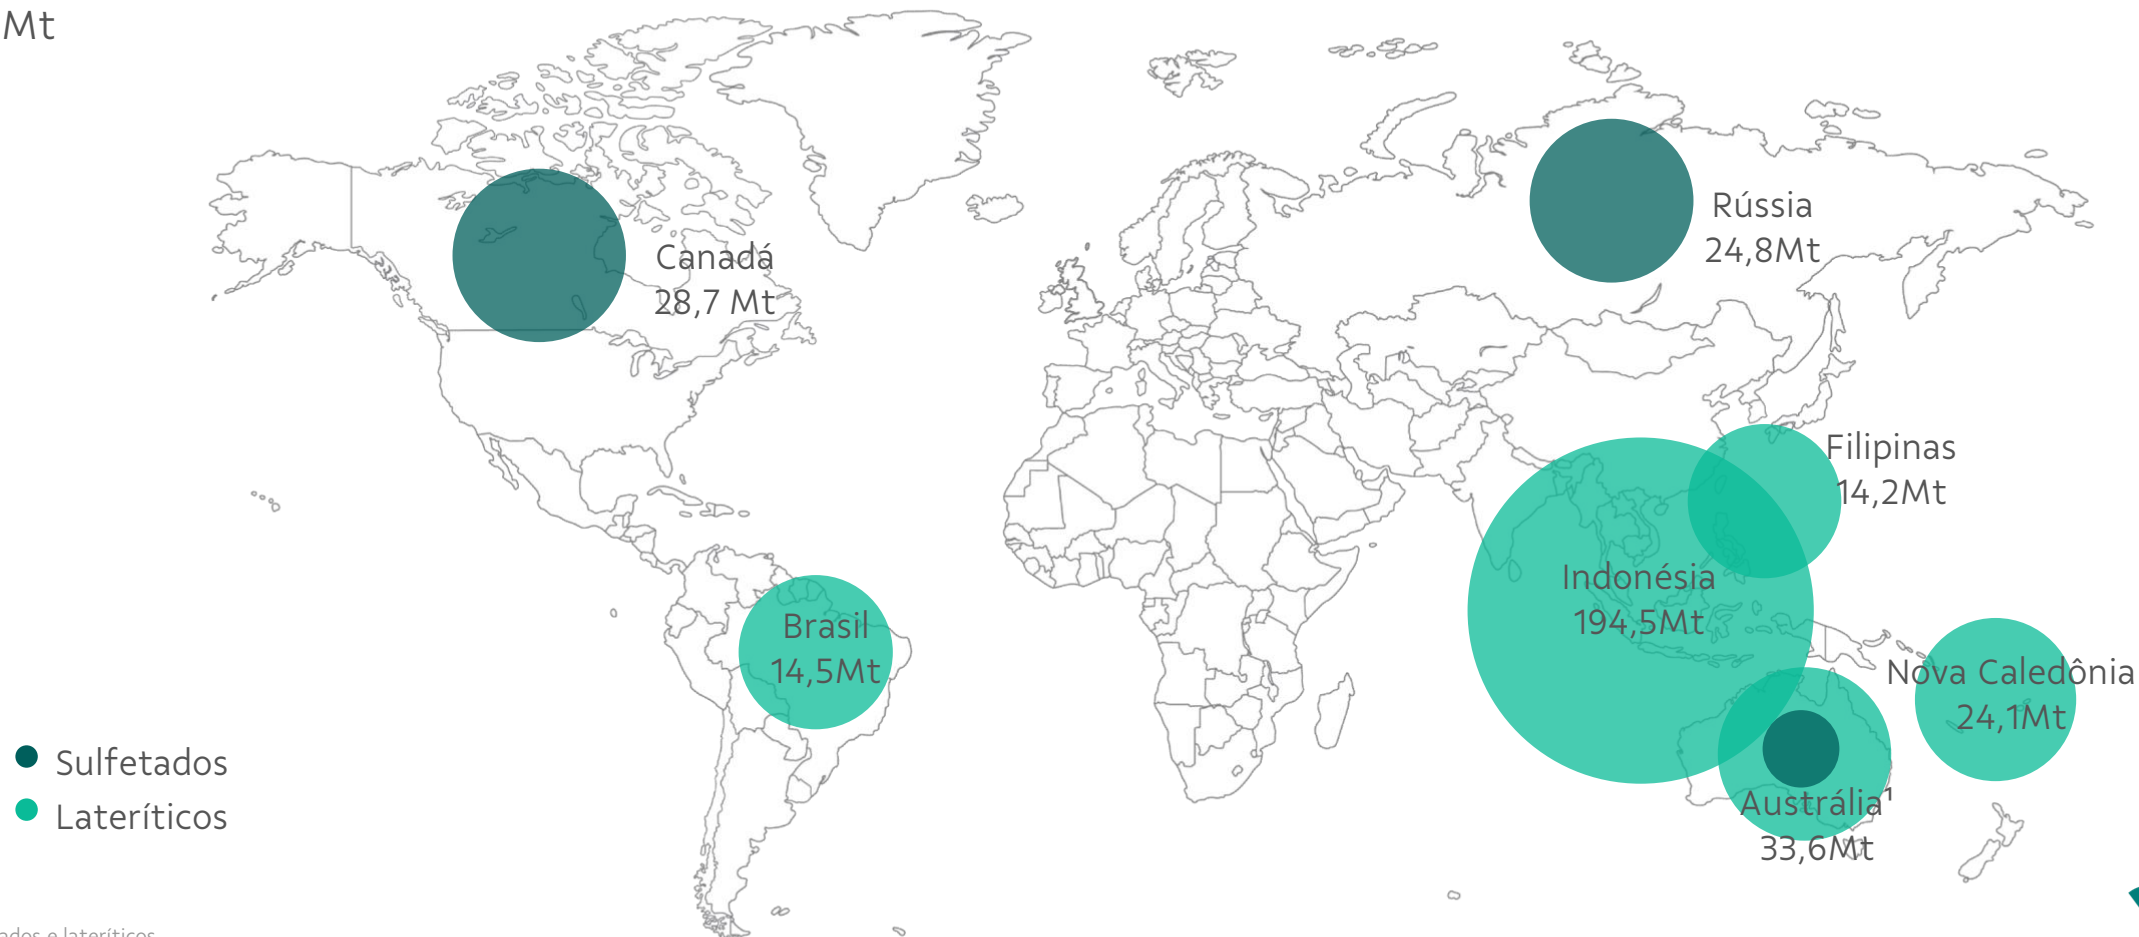 Mt
Rússia
24,8Mt
Canadá
28,7 Mt
Filipinas
14,2Mt
Indonésia
194,5Mt
Brasil
14,5Mt
Nova Caledônia
24,1Mt
Sulfetados
Austrália¹
33,6Mt
Lateríticos
e lateríticos